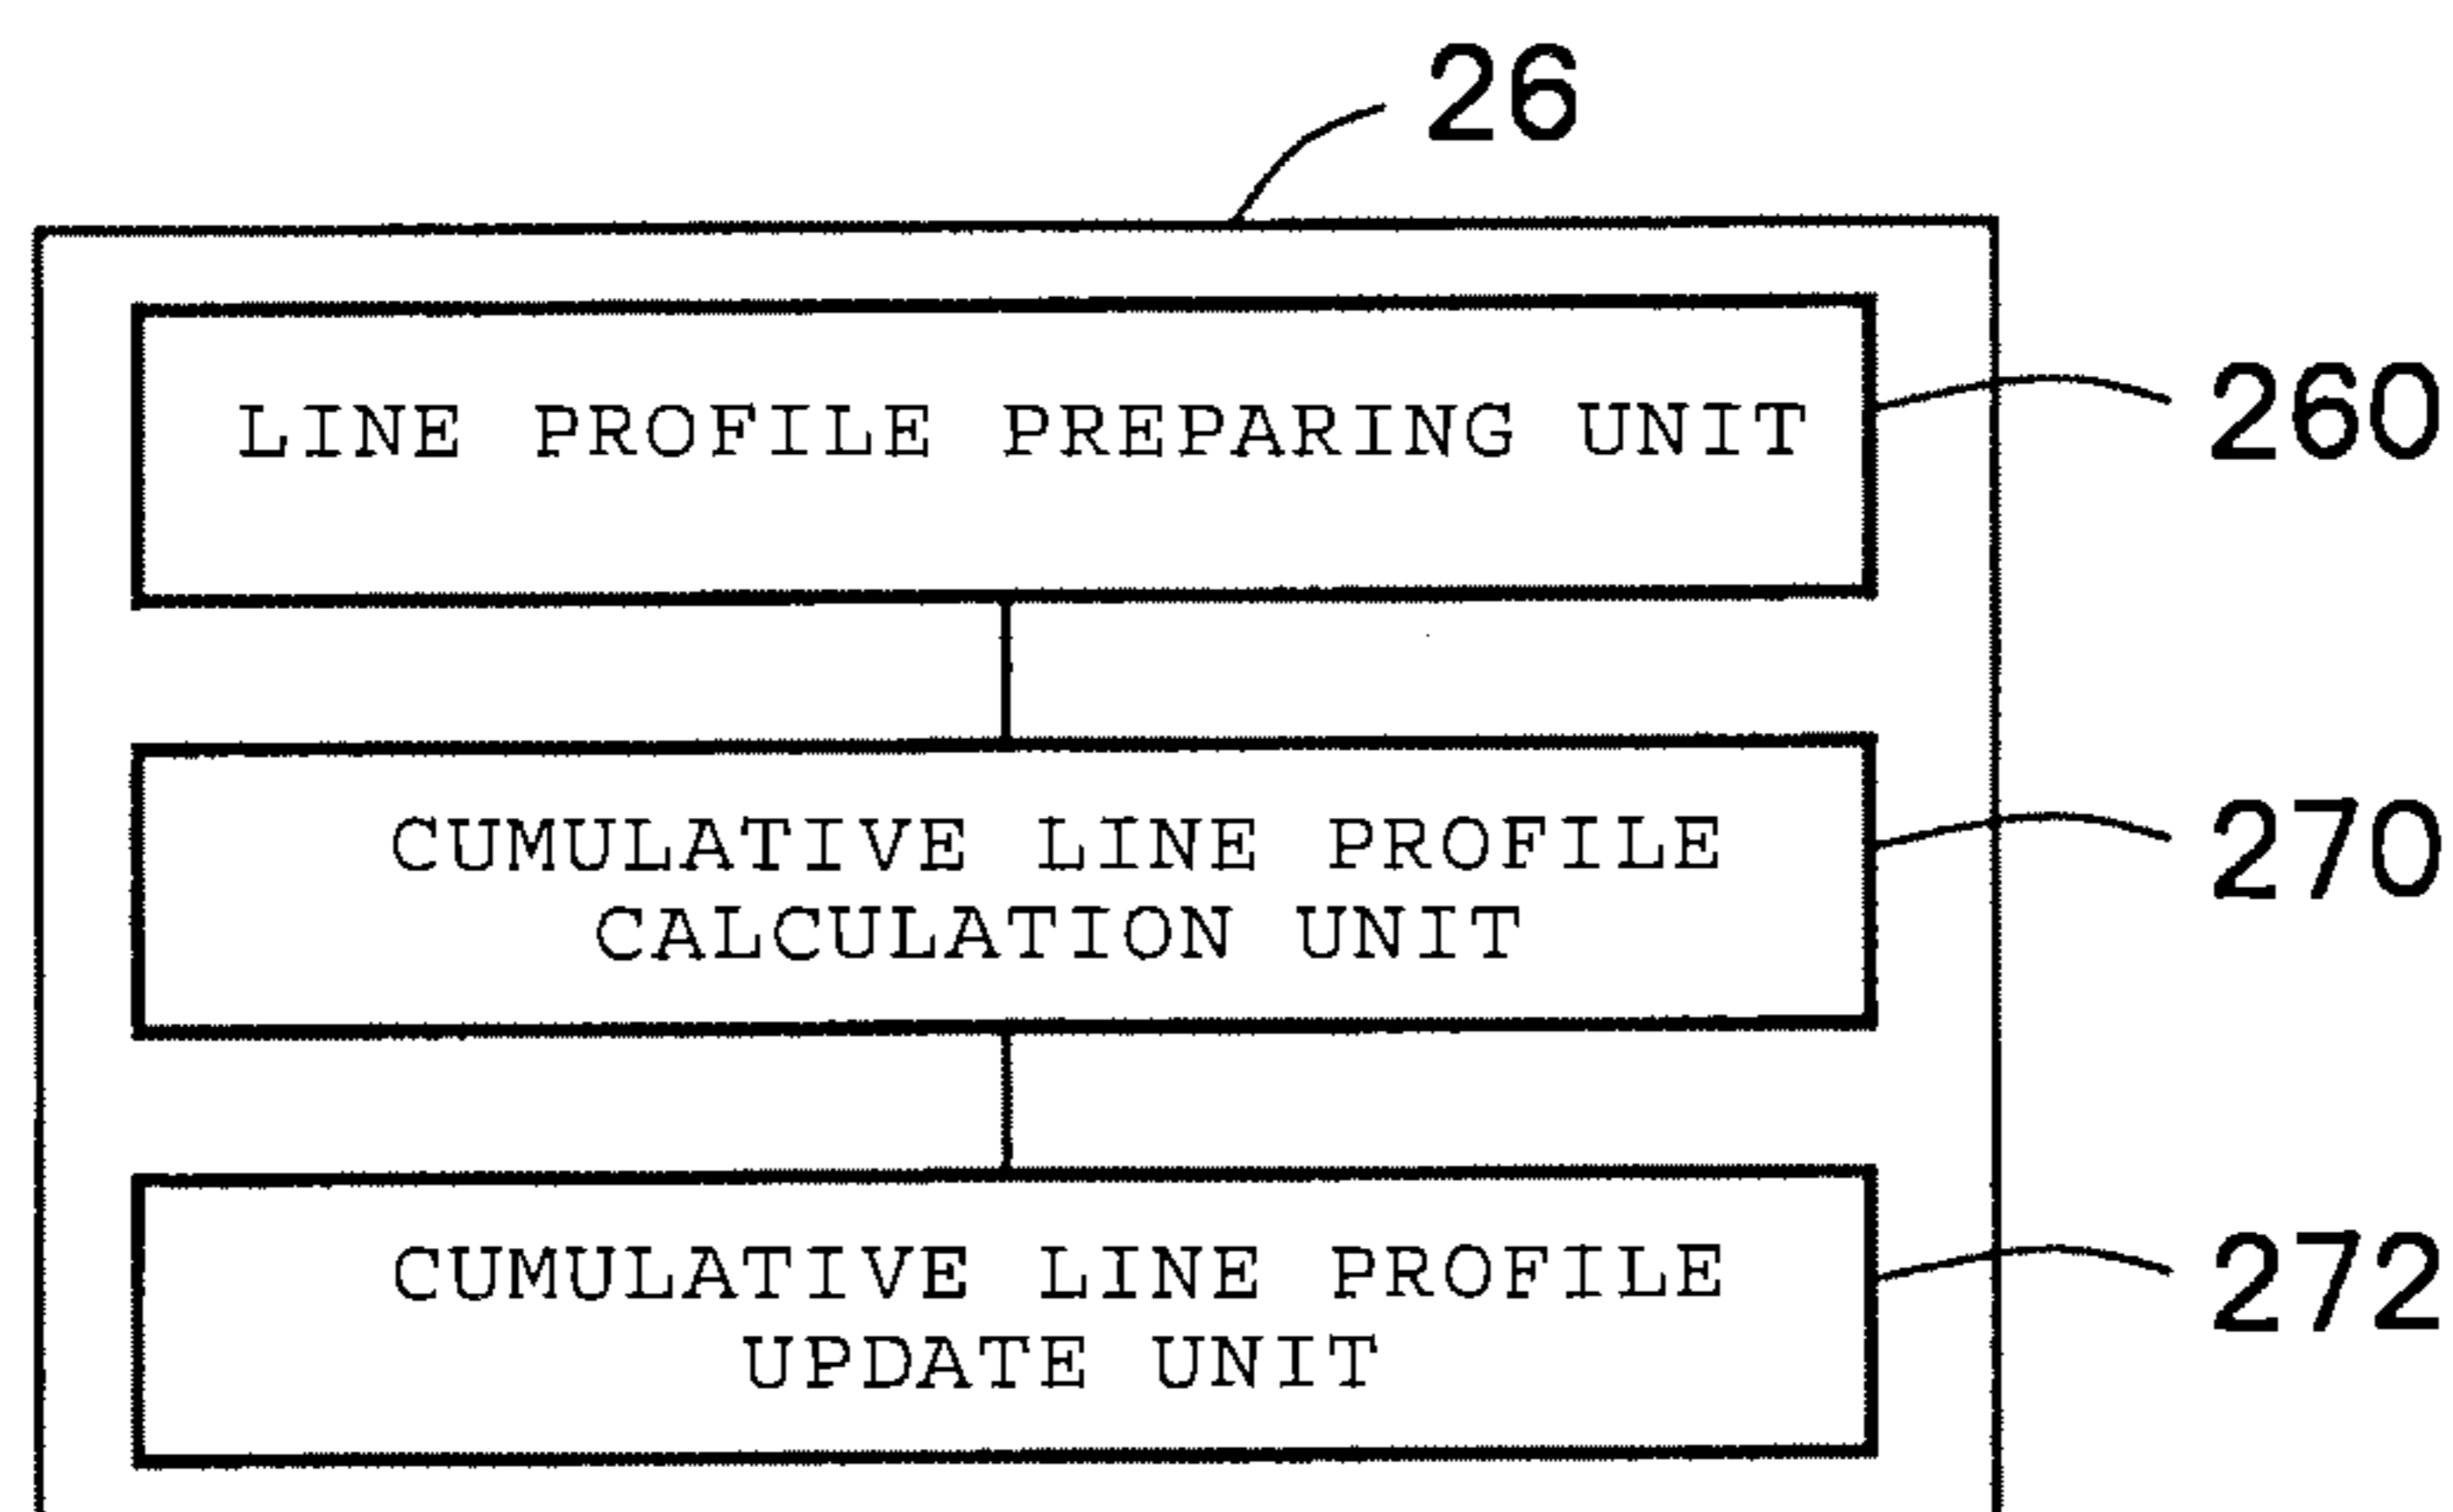 26
LINE PROFILE PREPARING UNIT
260
CUMULATIVE LINE PROFILE
CALCULATION UNIT
270
CUMULATIVE LINE PROFILE
UPDATE UNIT
272